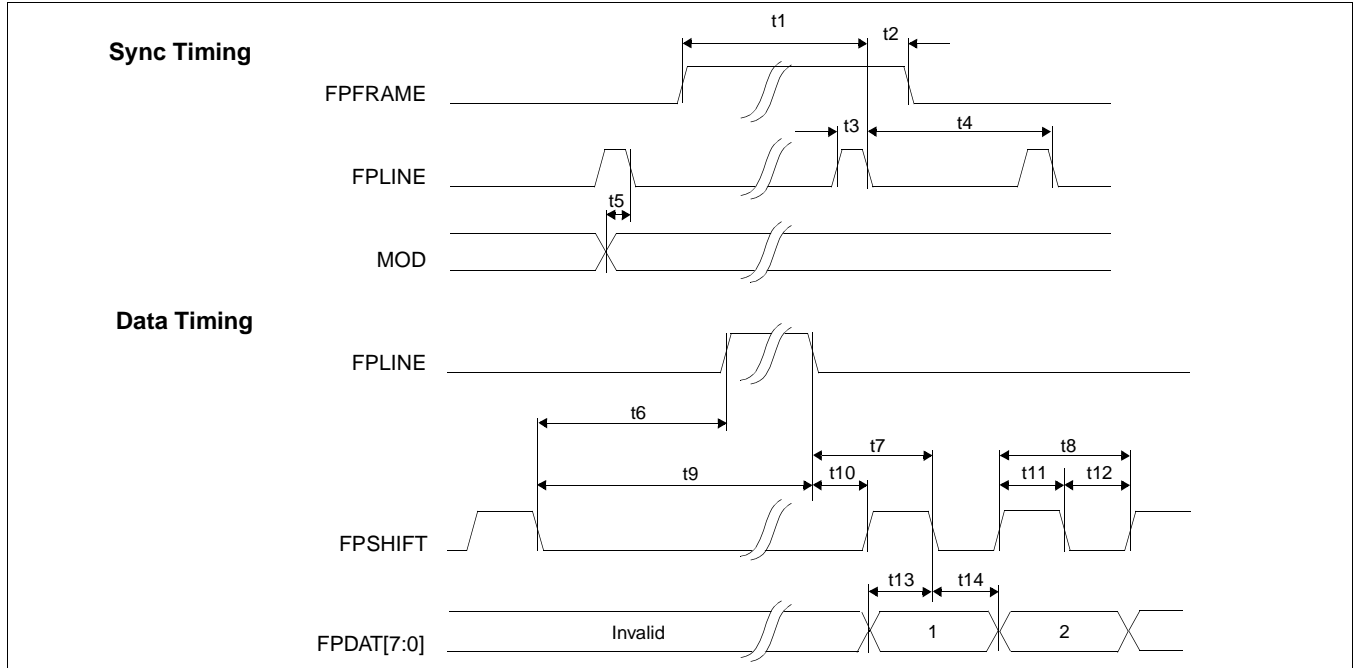 Sync Timing
t1
t2
FPFRAME
t3
t4
FPLINE
t5
MOD
Data Timing
FPLINE
t6
t7
t8
t9
t10
t11
t12
FPSHIFT
t13
t14
FPDAT[7:0]
Invalid
1
2